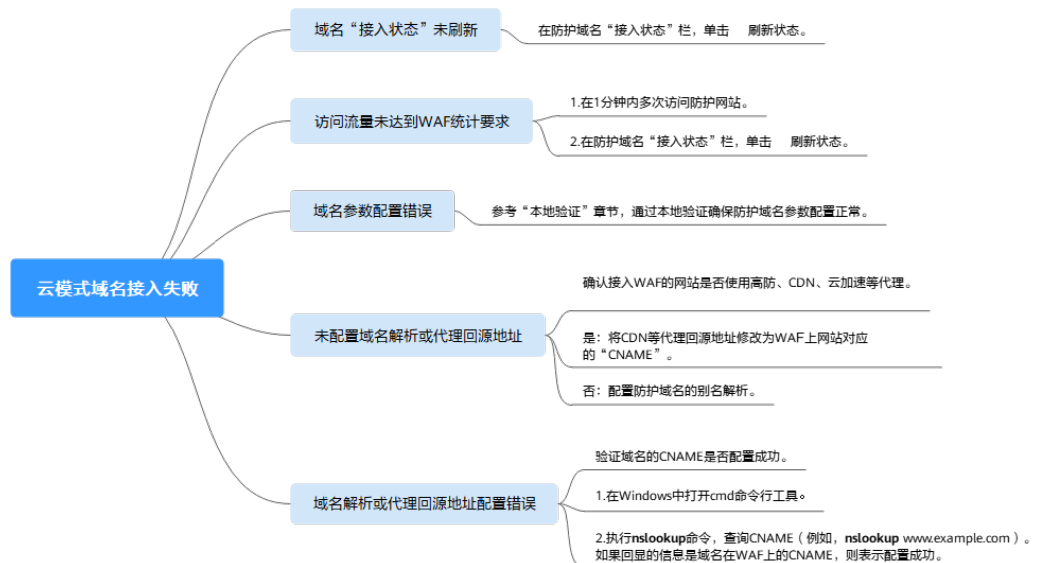 云模式域名接入失败
域名“接入状态”未刷新
在防护域名“接入状态”栏，单击 刷新状态。
访问流量未达到WAF统计要求
1.在1分钟内多次访问防护网站。
2.在防护域名“接入状态”栏，单击 刷新状态。
域名参数配置错误
参考“本地验证”章节，通过本地验证确保防护域名参数配置正常。
未配置域名解析或代理回源地址
确认接入WAF的网站是否使用高防、CDN、云加速等代理。
是：将CDN等代理回源地址修改为WAF上网站对应
的“CNAME”。
否：配置防护域名的别名解析。
域名解析或代理回源地址配置错误
验证域名的CNAME是否配置成功。
1.在Windows中打开cmd命令行工具。
2.执行nslookup命令，查询CNAME（例如，nslookup www.example.com）。
如果回显的信息是域名在WAF上的CNAME，则表示配置成功。